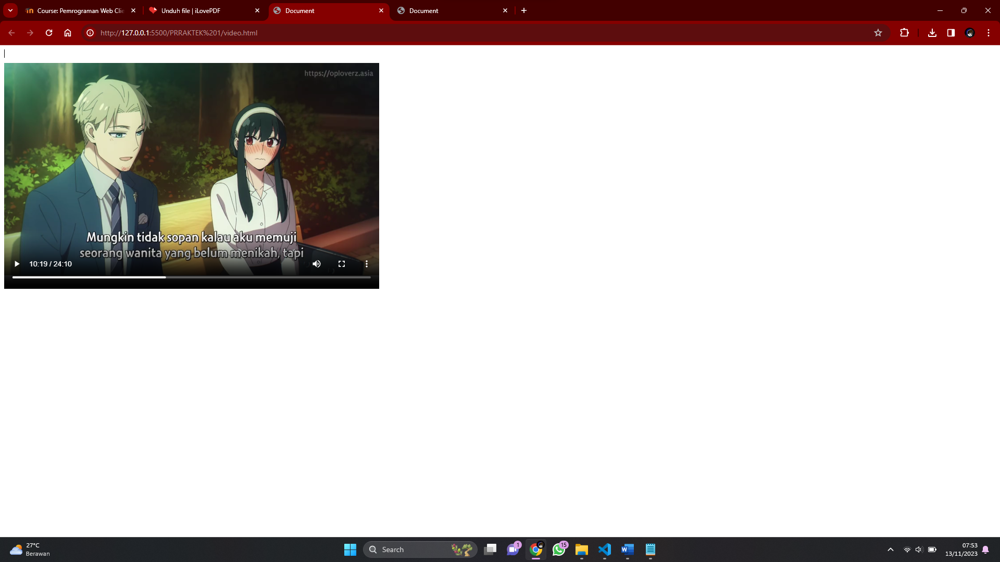 Course: Pemrograman Web Clie
Unduh file | iLovePDF
Document
Document
http://127.0.0.1:5500/PRRAKTEK%201/video.html
https://oploverz.asia
Mungkin tidak sopan kalau aku memuji
seorang wanita yang belum menikah, tapi
10:19 / 24:10
27°C
Berawan
Search
1
15
07:53
13/11/2023